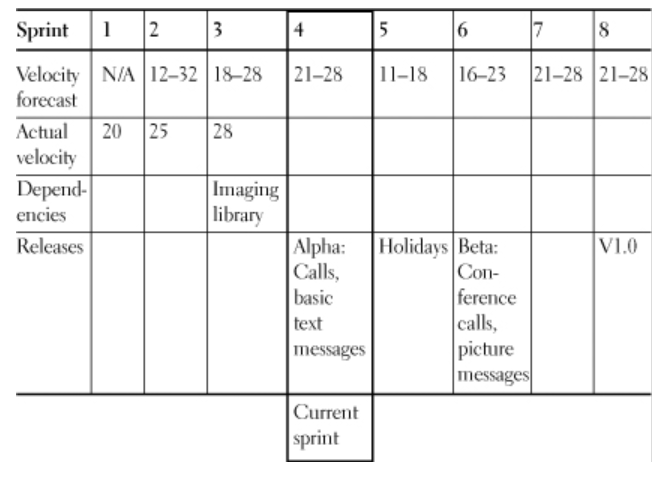 Sprint 1 2 3 4 5 6 7 8
Velocity N/A 12–32 18–28 21–28 11–18 16–23 21–28 21–28
forecast
Actual 20 25 28
velocity
Depend- Imaging
encies library
Releases Alpha: Holidays Beta: V1.0
Calls, Con-
basic ference
text calls,
messages picture
messages
Current
sprint